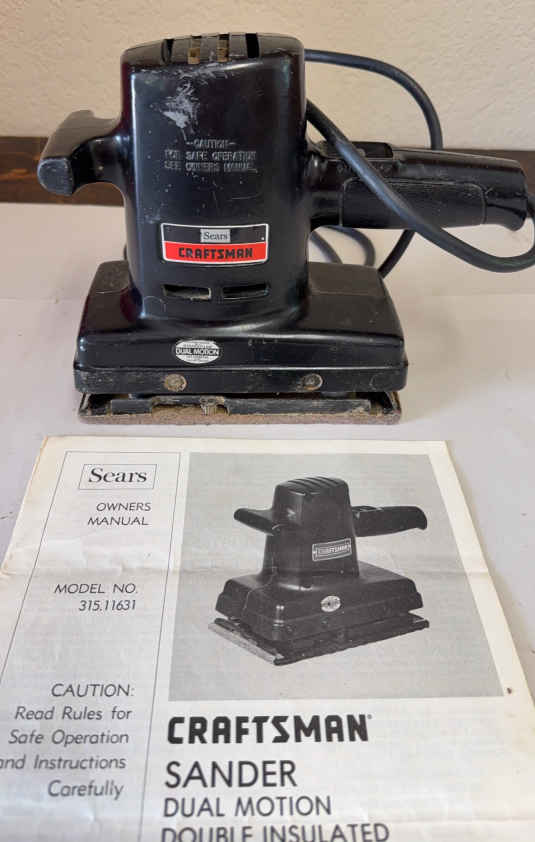 —CAUTION—
FOR SAFE OPERATION
SEE OWNERS MANUAL.
Sears
CRAFTSMAN
DUAL MOTION
Sears
OWNERS
MANUAL
MODEL NO.
315.11631
CAUTION:
Read Rules for
Safe Operation
and Instructions
Carefully
CRAFTSMAN
CRAFTSMAN®
SANDER
DUAL MOTION
DOUBLE INSULATED